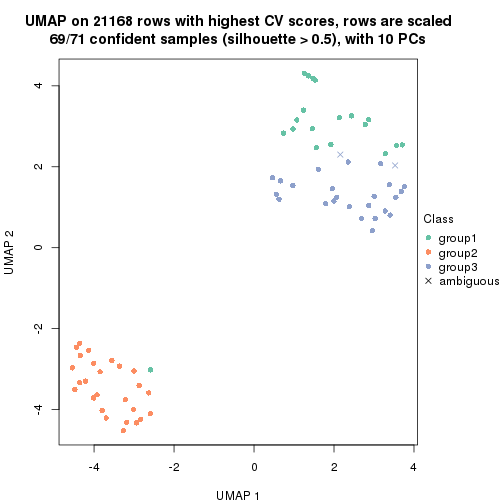 UMAP on 21168 rows with highest CV scores, rows are scaled
69/71 confident samples (silhouette > 0.5), with 10 PCs
4
2
0
-2
-4
UMAP 2
-4
-2
0
2
4
UMAP 1
Class
group1
group2
group3
ambiguous